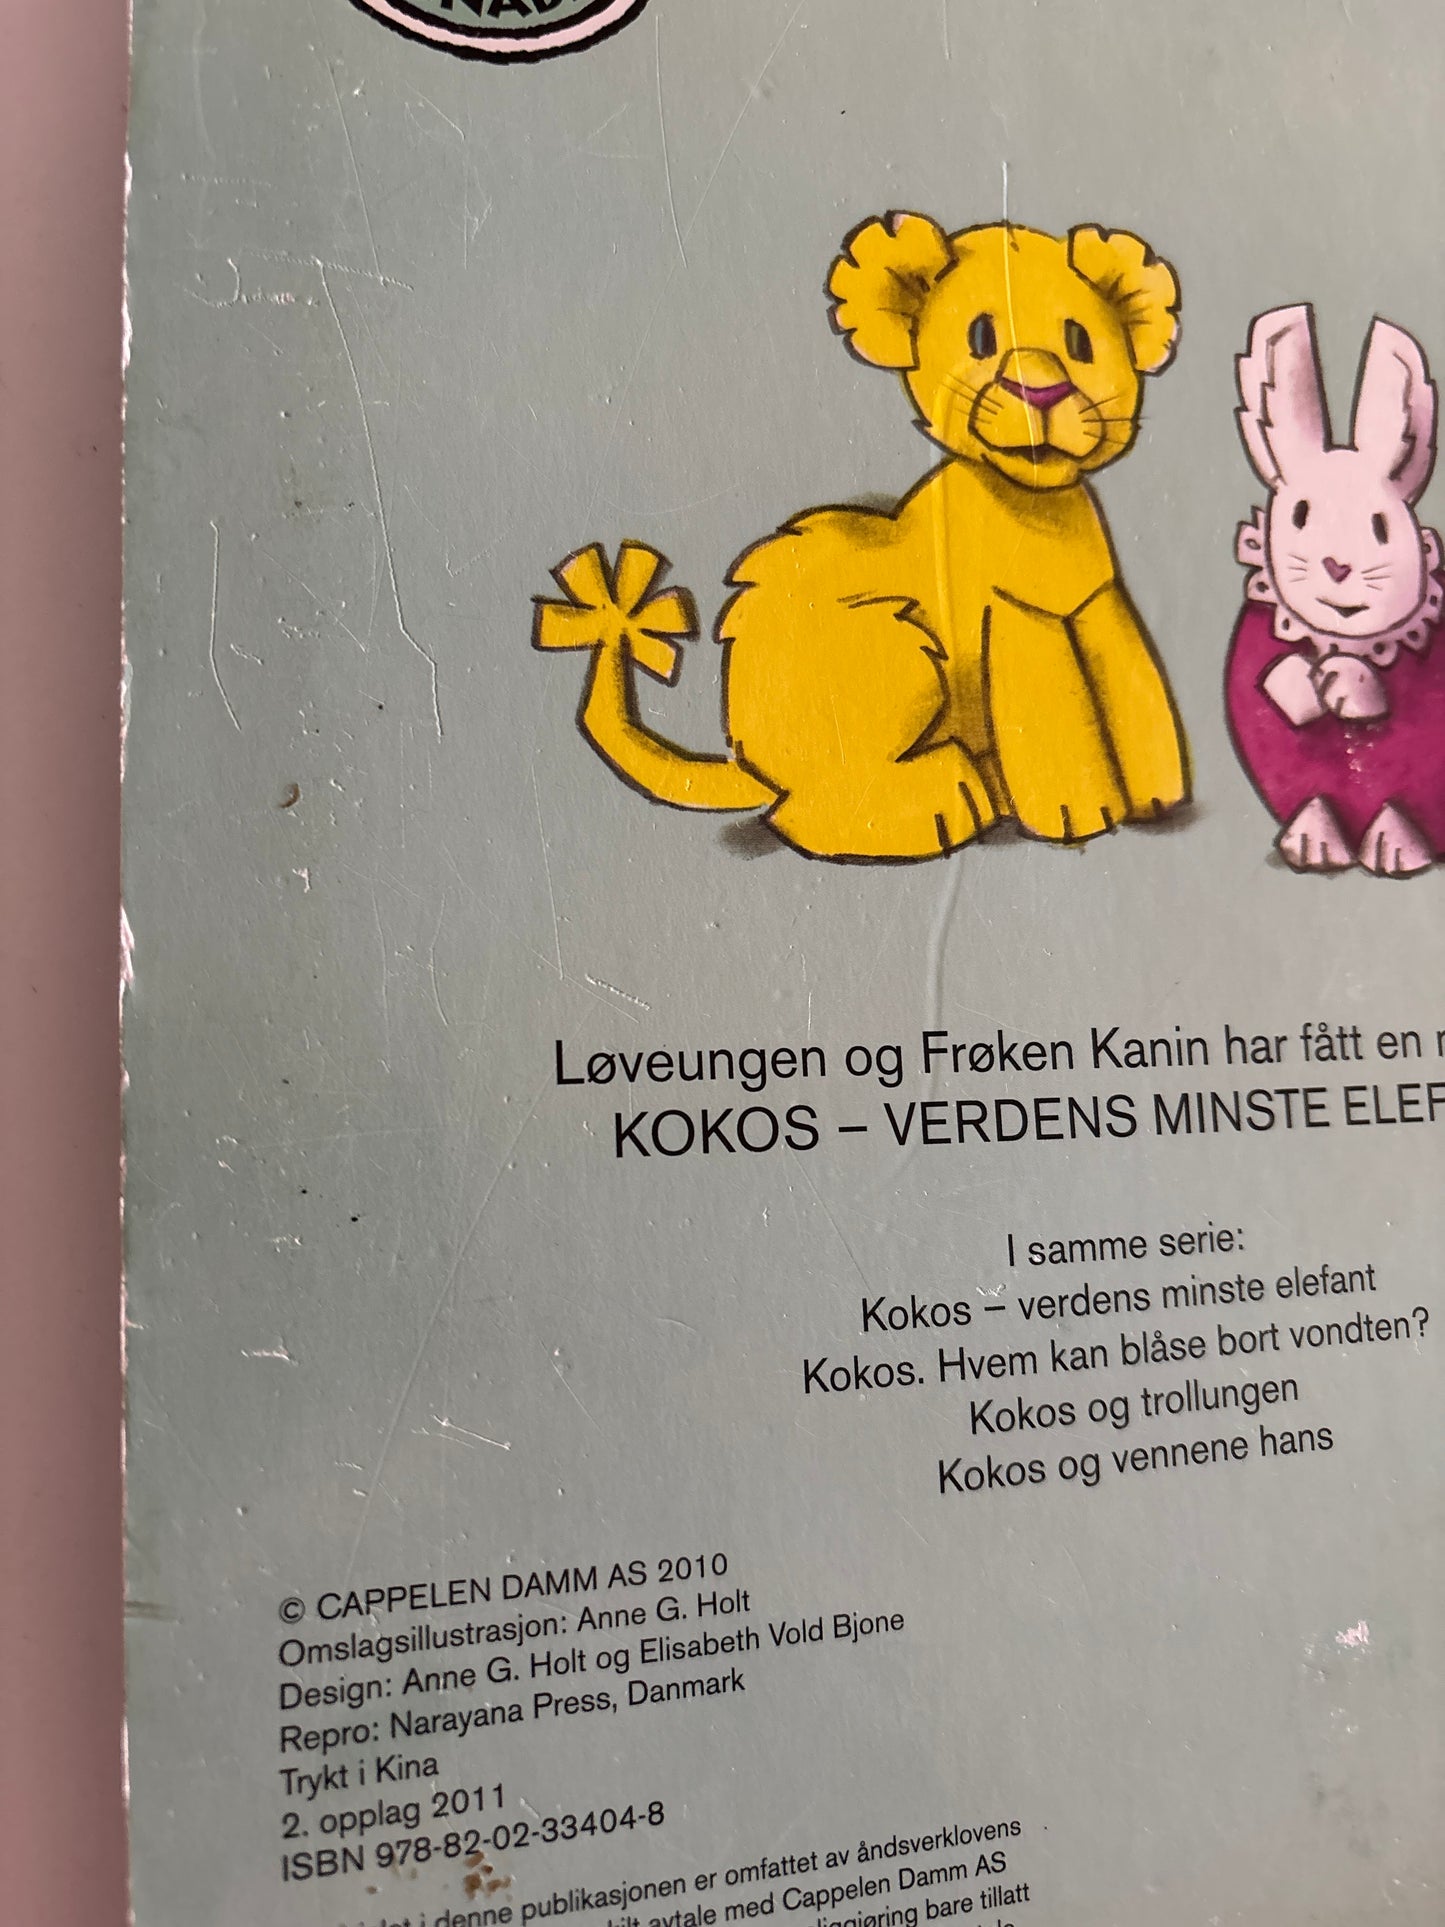 Løveungen og Frøken Kanin har fått en
KOKOS – VERDENS MINSTE ELEF
I samme serie:
Kokos – verdens minste elefant
Kokos. Hvem kan blåse bort vondten?
Kokos og trollungen
Kokos og vennene hans
© CAPPELEN DAMM AS 2010
Omslagsillustrasjon: Anne G. Holt
Design: Anne G. Holt og Elisabeth Vold Bjone
Repro: Narayana Press, Danmark
Trykt i Kina
2. opplag 2011
ISBN 978-82-02-33404-8
i denne publikasjonen er omfattet av åndsverklovens
avtale med Cappelen Damm AS
bare tillatt